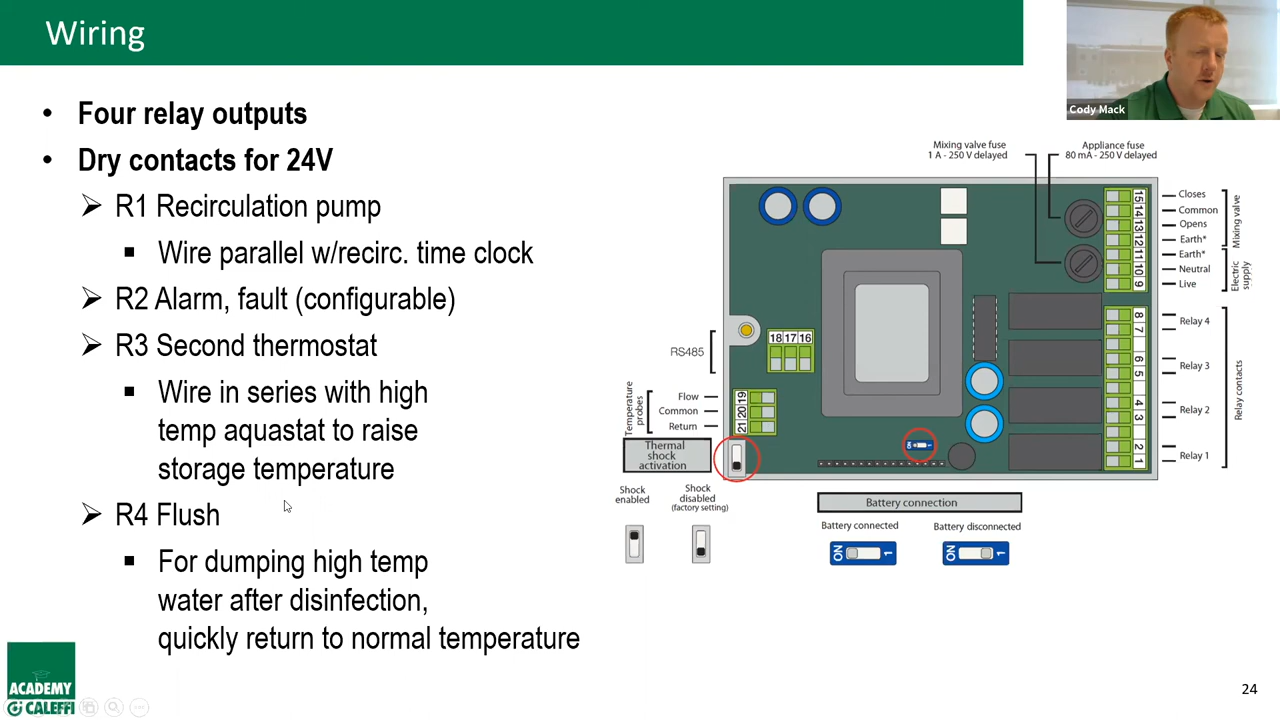 Wiring
Cody Mack
• Four relay outputs
• Dry contacts for 24V
➢ R1 Recirculation pump
▪ Wire parallel w/recirc. time clock
➢ R2 Alarm, fault (configurable)
➢ R3 Second thermostat
▪ Wire in series with high
temp aquastat to raise
storage temperature
➢ R4 Flush
▪ For dumping high temp
water after disinfection,
quickly return to normal temperature
Mixing valve fuse
1 A - 250 V delayed
Appliance fuse
80 mA - 250 V delayed
15
14
13
12
11
10
9
Closes
Common
Opens
Earth*
Earth*
Neutral
Live
Mixing valve
Electric
supply
8
7
6
5
4
3
2
1
Relay 4
Relay 3
Relay 2
Relay 1
Relay contacts
RS485
18 17 16
Temperature
probes
Flow
Common
Return
19
20
21
Thermal
shock
activation
Shock
enabled
Shock
disabled
(factory setting)
ON 1
Battery connection
Battery connected
Battery disconnected
ON 1
ON 1
ACADEMY
CALEFFI
24